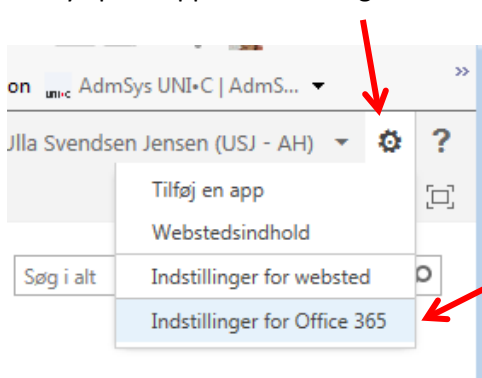 on uni•c AdmSys UNI•C | AdmS... »
Ulla Svendsen Jensen (USJ - AH) ?
Tilføj en app
Webstedsindhold
Søg i alt Indstillinger for websted
Indstillinger for Office 365